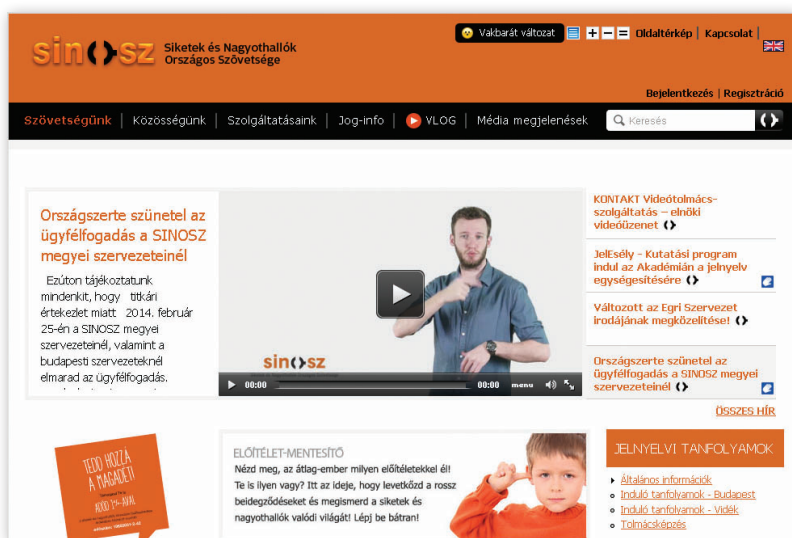 Vakbarát változat
Oldaltérkép | Kapcsolat |
sinosz
Siketek és Nagyothallók
Országos Szövetsége
Bejelentkezés | Regisztráció
Szövetségünk | Közösségünk | Szolgáltatásaink | Jog-info | VLOG | Média megjelenések
Keresés
Országszerte szünetel az
ügyfélfogadás a SINOSZ
megyei szervezeteinél
Ezúton tájékoztatunk
mindenkit, hogy titkári
értekezlet miatt 2014. február
25-én a SINOSZ megyei
szervezeteinél, valamint a
budapesti szervezeteknél
elmarad az ügyfélfogadás.
sinosz
00:00
00:00
menu
KONTAKT Videótolmács-
szolgáltatás – elnöki
videóüzenet
JelEsély - Kutatási program
indul az Akadémián a jelnyelv
egységesítésére
Változott az Egri Szervezet
irodájának megközelítése!
Országszerte szünetel az
ügyfélfogadás a SINOSZ megyei
szervezeteinél
ÖSSZES HÍR
TEDD HOZZÁ
A MAGADÉT!
ADÓD 1%-ÁVAL
ELŐÍTÉLET-MENTESÍTŐ
Nézd meg, az átlag-ember milyen előítéletekkel él!
Te is ilyen vagy? Itt az ideje, hogy levetkőzd a rossz
beidegződéseket és megismerd a siketek és
nagyothallók valódi világát! Lépj be bátran!
JELNYELVI TANFOLYAMOK
Általános információk
Induló tanfolyamok - Budapest
Induló tanfolyamok - Vidék
Tolmácsképzés